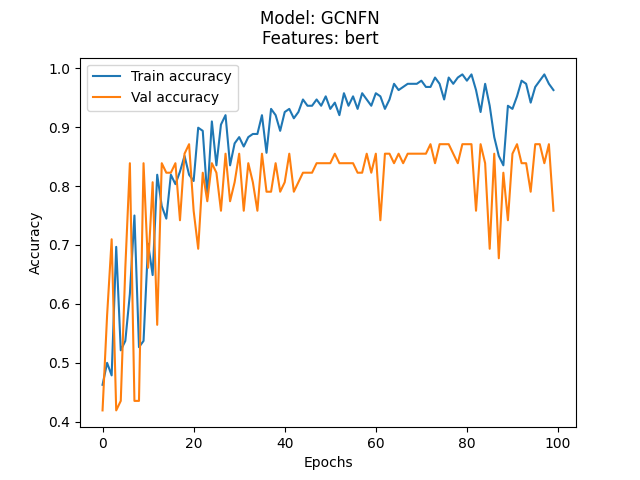 Model: GCNFN
Features: bert
Train accuracy
Val accuracy
1.0
0.9
0.8
0.7
0.6
0.5
0.4
Accuracy
0 20 40 60 80 100
Epochs